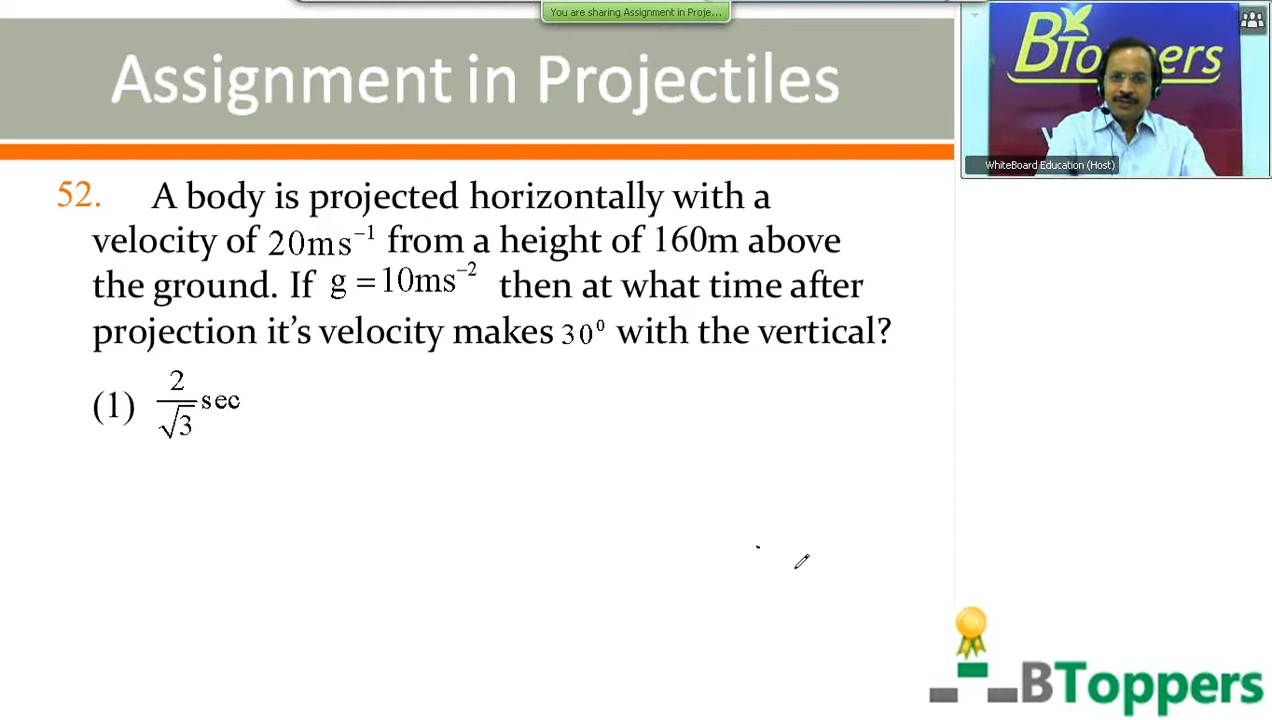 You are sharing Assignment in Proje...
Assignment in Projectiles
BToppers
WhiteBoard Education (Host)
52. A body is projected horizontally with a
velocity of 20ms⁻¹ from a height of 160m above
the ground. If g = 10ms⁻² then at what time after
projection it's velocity makes 30⁰ with the vertical?
(1) 2/√3 sec
BToppers